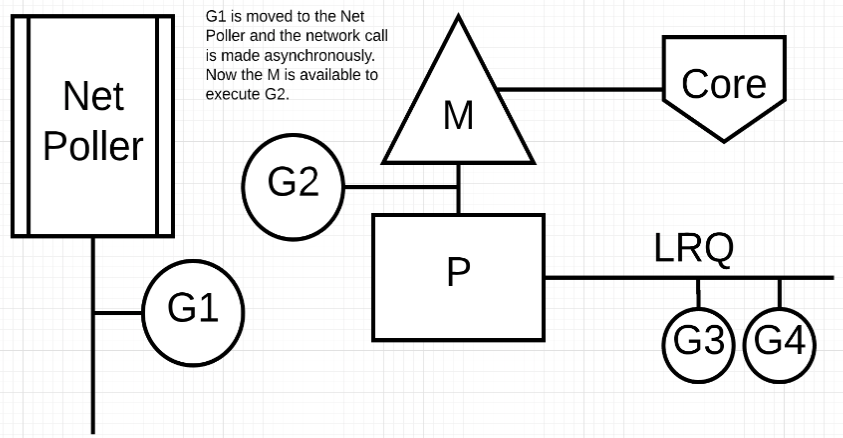 G1 is moved to the Net
Poller and the network call
is made asynchronously.
Now the M is available to
execute G2.
Net
Poller
M
Core
G2
P
LRQ
G1
G3
G4